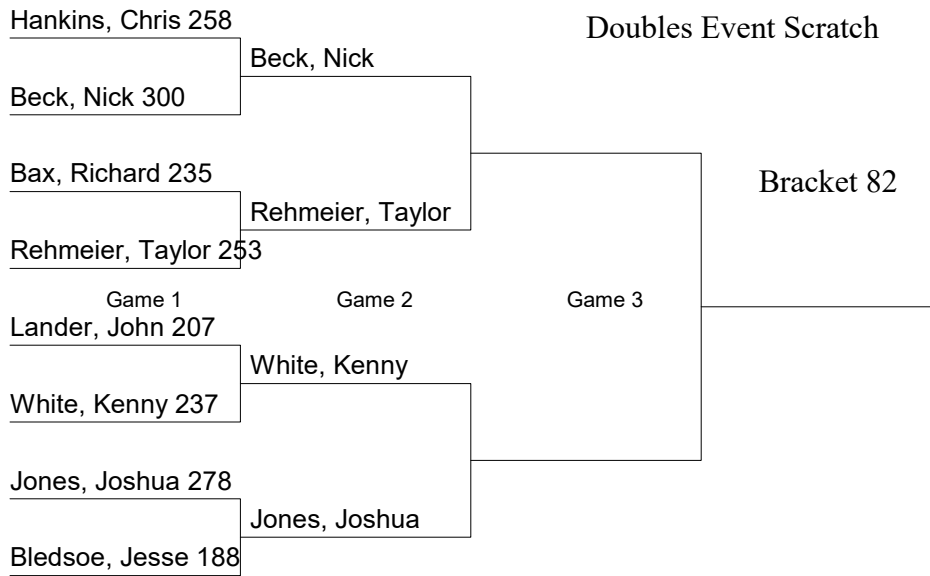 Hankins, Chris 258
Doubles Event Scratch
Beck, Nick
Beck, Nick 300
Bax, Richard 235
Bracket 82
Rehmeier, Taylor
Rehmeier, Taylor 253
Game 1
Game 2
Game 3
Lander, John 207
White, Kenny
White, Kenny 237
Jones, Joshua 278
Jones, Joshua
Bledsoe, Jesse 188